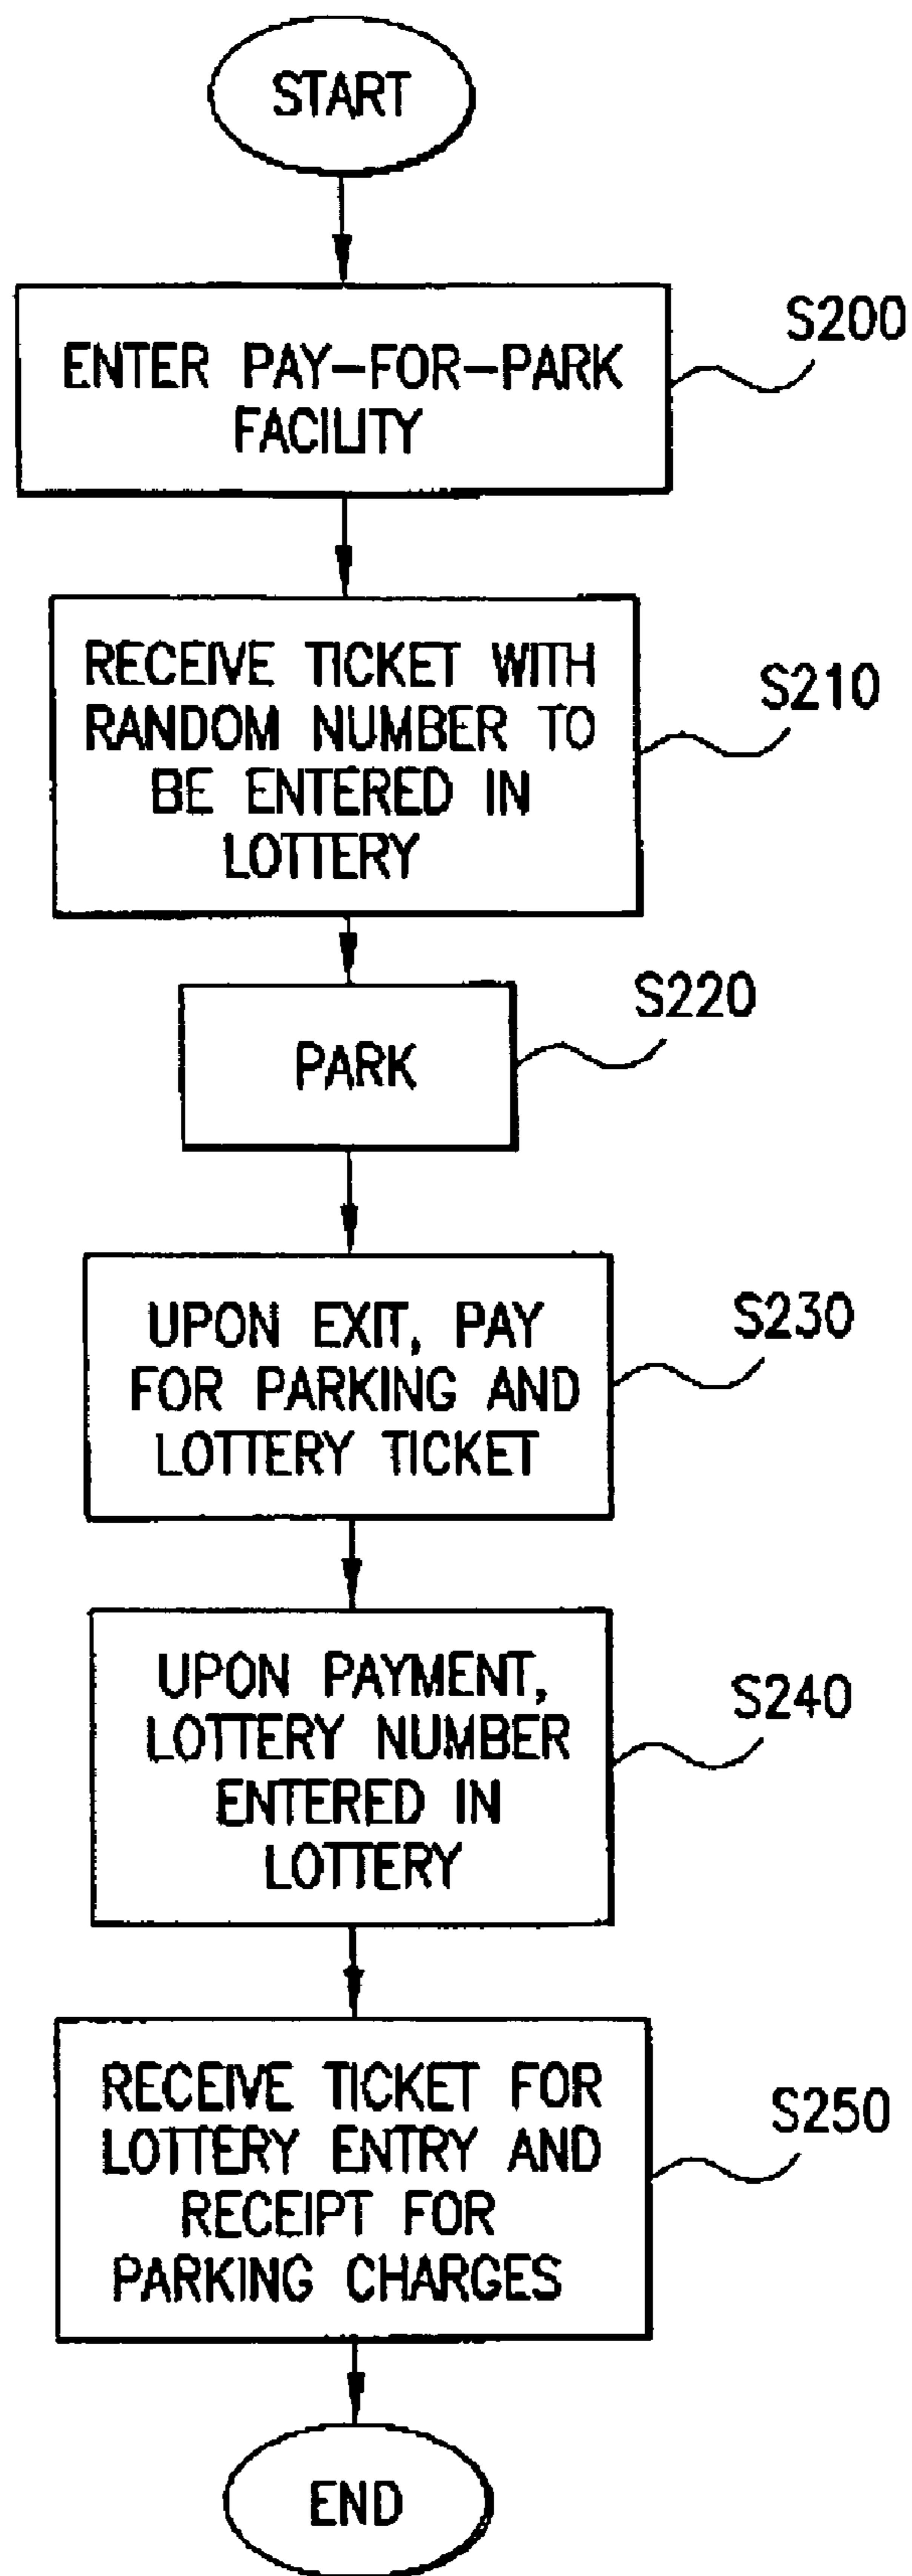 START
ENTER PAY-FOR-PARK
FACILITY
S200
RECEIVE TICKET WITH
RANDOM NUMBER TO
BE ENTERED IN
LOTTERY
S210
PARK
S220
UPON EXIT, PAY
FOR PARKING AND
LOTTERY TICKET
S230
UPON PAYMENT,
LOTTERY NUMBER
ENTERED IN
LOTTERY
S240
RECEIVE TICKET FOR
LOTTERY ENTRY AND
RECEIPT FOR
PARKING CHARGES
S250
END